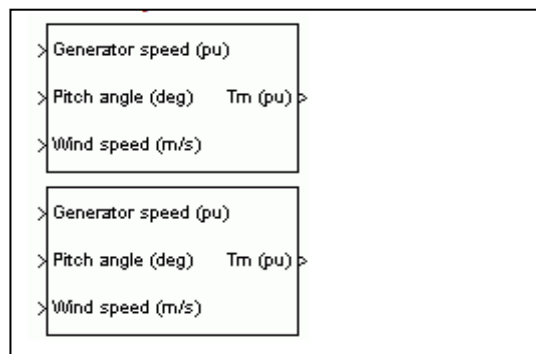 Generator speed (pu)
Pitch angle (deg) Tm (pu)
Wind speed (m/s)
Generator speed (pu)
Pitch angle (deg) Tm (pu)
Wind speed (m/s)